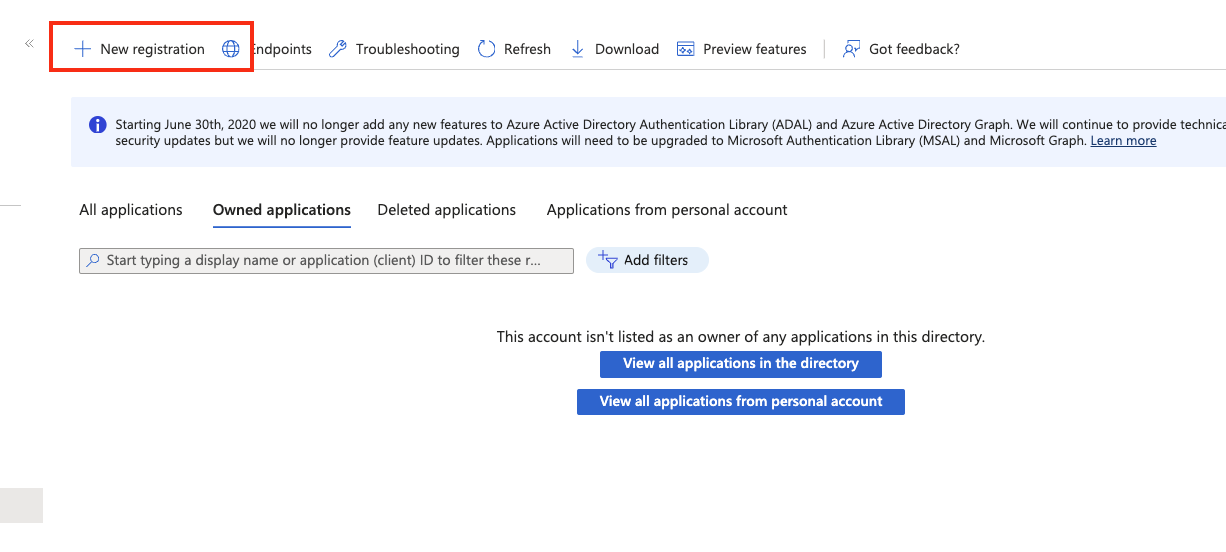 «
New registration Endpoints Troubleshooting Refresh Download Preview features Got feedback?
Starting June 30th, 2020 we will no longer add any new features to Azure Active Directory Authentication Library (ADAL) and Azure Active Directory Graph. We will continue to provide
security updates but we will no longer provide feature updates. Applications will need to be upgraded to Microsoft Authentication Library (MSAL) and Microsoft Graph. Learn more
All applications Owned applications Deleted applications Applications from personal account
Start typing a display name or application (client) ID to filter these r... Add filters
This account isn't listed as an owner of any applications in this directory.
View all applications in the directory
View all applications from personal account